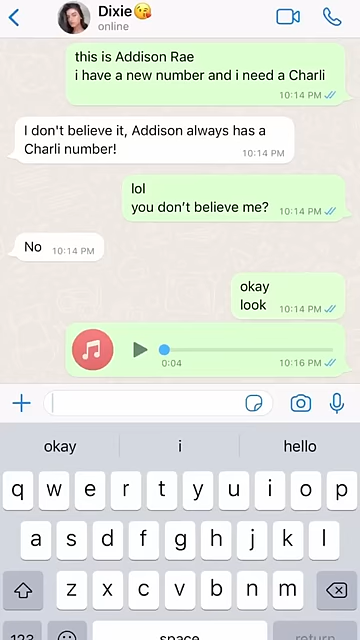 Dixie😘
online
this is Addison Rae
i have a new number and i need a Charli
10:14 PM
I don't believe it, Addison always has a
Charli number!
10:14 PM
lol
you don’t believe me?
10:14 PM
No
10:14 PM
okay
look
10:14 PM
0:04
10:16 PM
okay
i
hello
q w e r t y u i o p
a s d f g h j k l
z x c v b n m
123
space
return